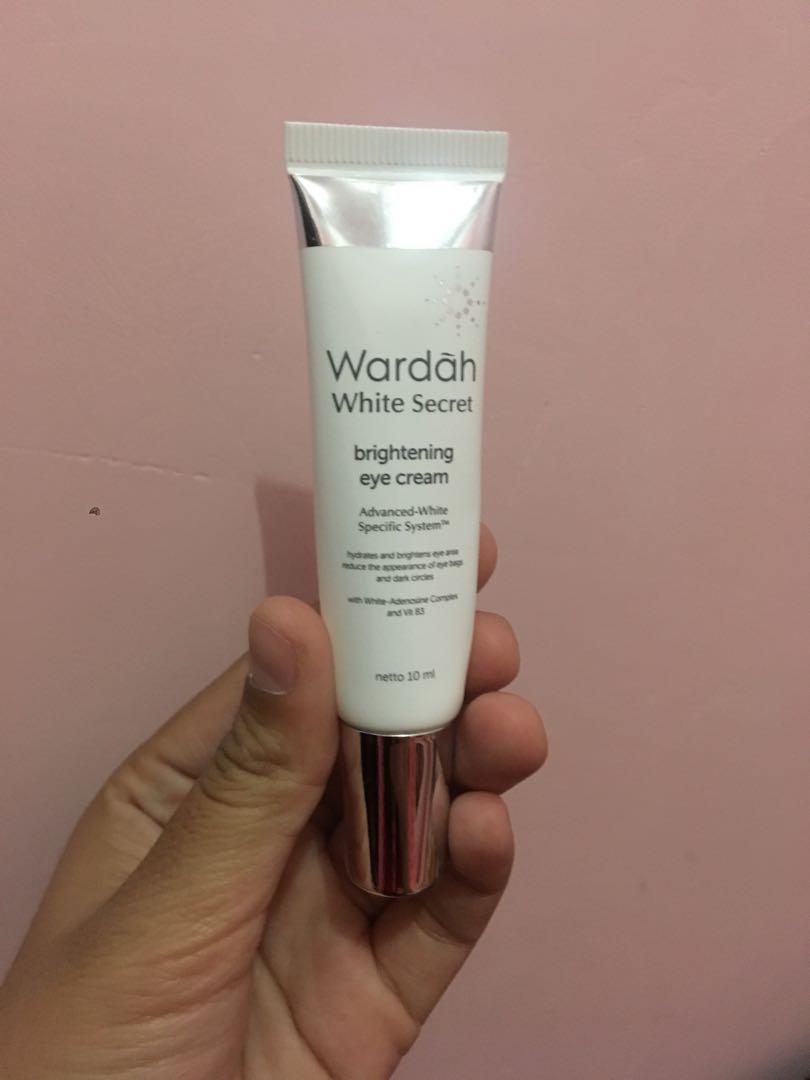 Wardāh
White Secret
brightening
eye cream
Advanced-White
Specific System™
hydrates and brightens eye area
reduce the appearance of eye bags
and dark circles
with White-Adenosine Complex
and Vit B3
netto 10 ml